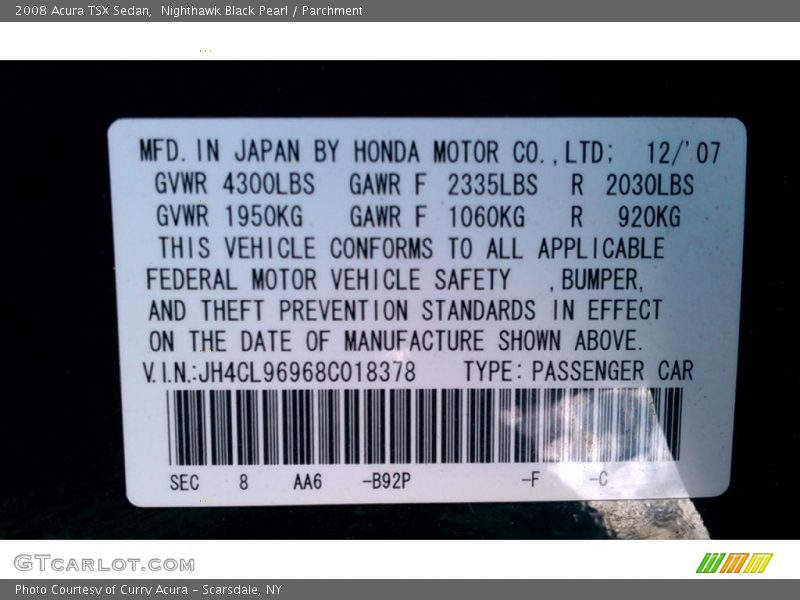 2008 Acura TSX Sedan,  Nighthawk Black Pearl / Parchment
MFD. IN JAPAN BY HONDA MOTOR CO.,LTD; 12/'07
GVWR 4300LBS GAWR F 2335LBS R 2030LBS
GVWR 1950KG GAWR F 1060KG R 920KG
THIS VEHICLE CONFORMS TO ALL APPLICABLE
FEDERAL MOTOR VEHICLE SAFETY ,BUMPER,
AND THEFT PREVENTION STANDARDS IN EFFECT
ON THE DATE OF MANUFACTURE SHOWN ABOVE.
V.I.N.:JH4CL96968C018378 TYPE: PASSENGER CAR
SEC 8 AA6 -B92P -F -C
GTCARLOT.COM
Photo Courtesy of Curry Acura - Scarsdale, NY